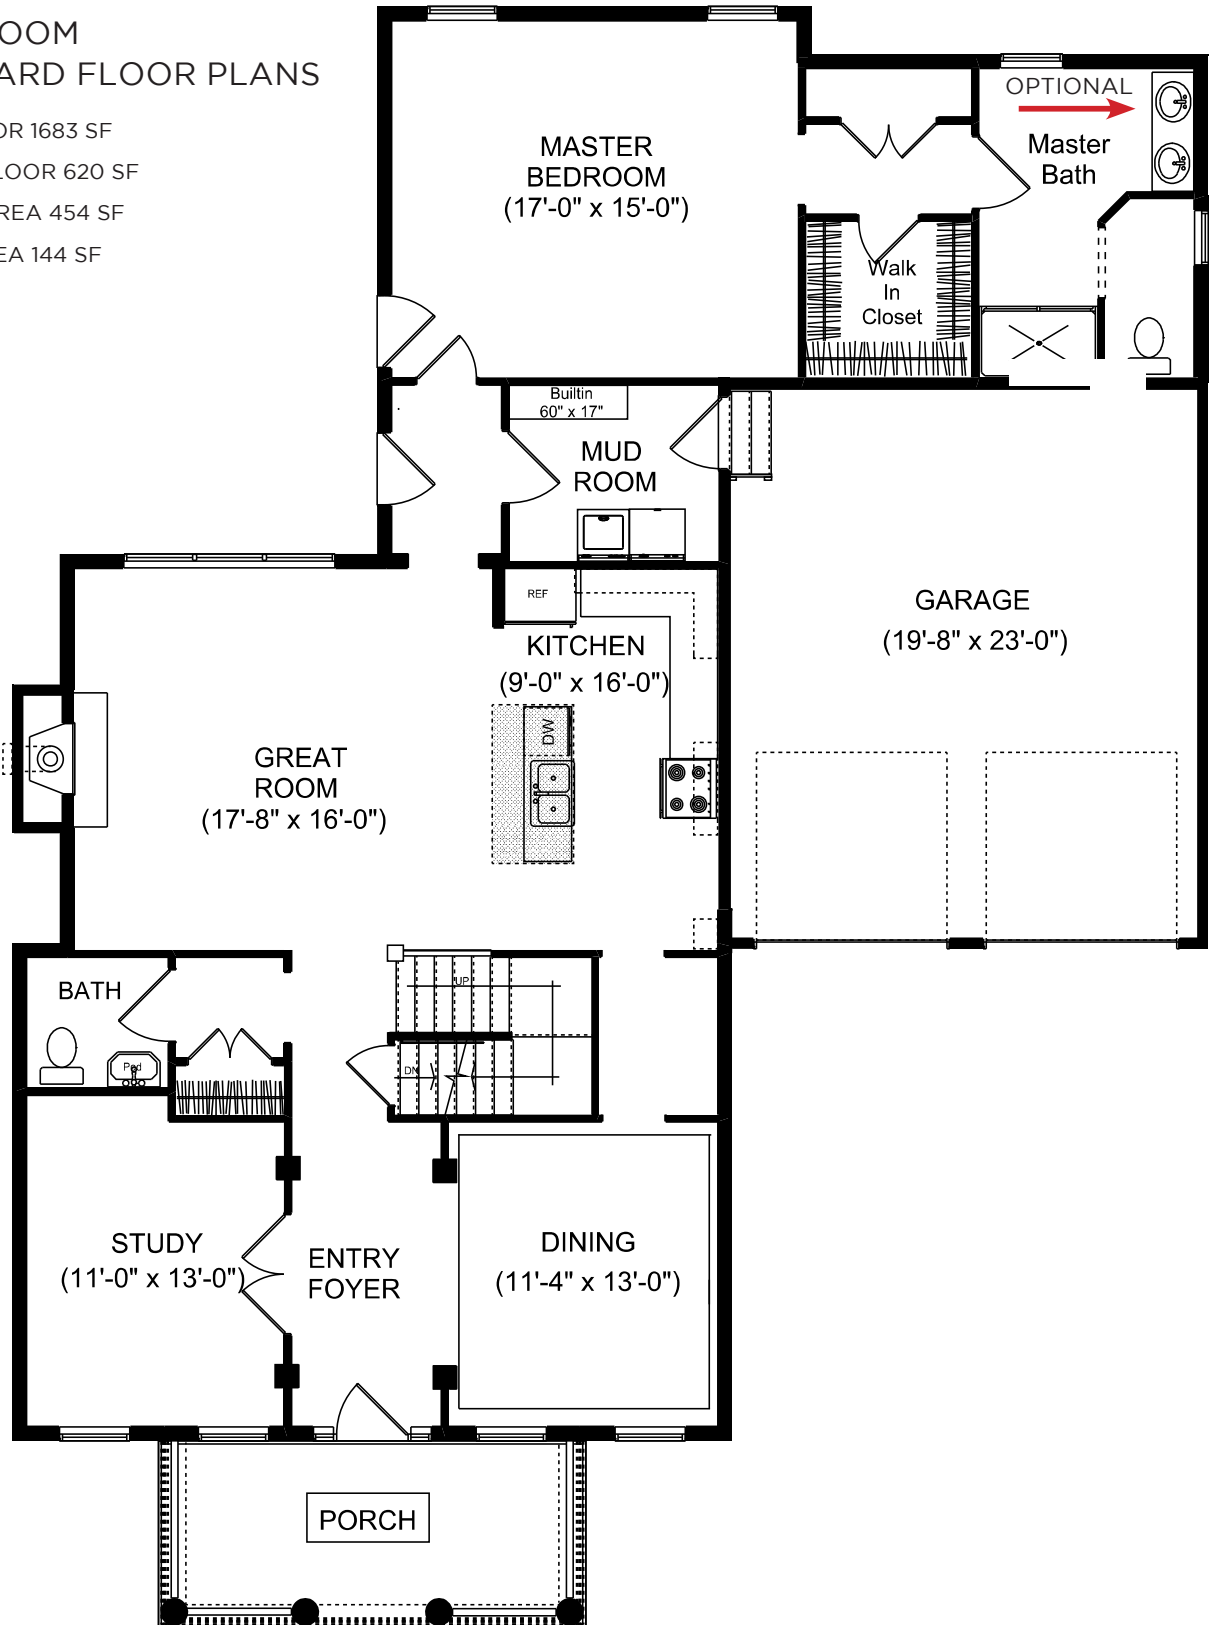 OOM
ARD FLOOR PLANS
OR 1683 SF
LOOR 620 SF
REA 454 SF
EA 144 SF
OPTIONAL
Master
Bath
MASTER
BEDROOM
(17'-0" x 15'-0")
Walk
In
Closet
Builtin
60" x 17"
MUD
ROOM
REF
KITCHEN
(9'-0" x 16'-0")
DW
GARAGE
(19'-8" x 23'-0")
GREAT
ROOM
(17'-8" x 16'-0")
BATH
Ped
UP
DN
STUDY
(11'-0" x 13'-0")
ENTRY
FOYER
DINING
(11'-4" x 13'-0")
PORCH